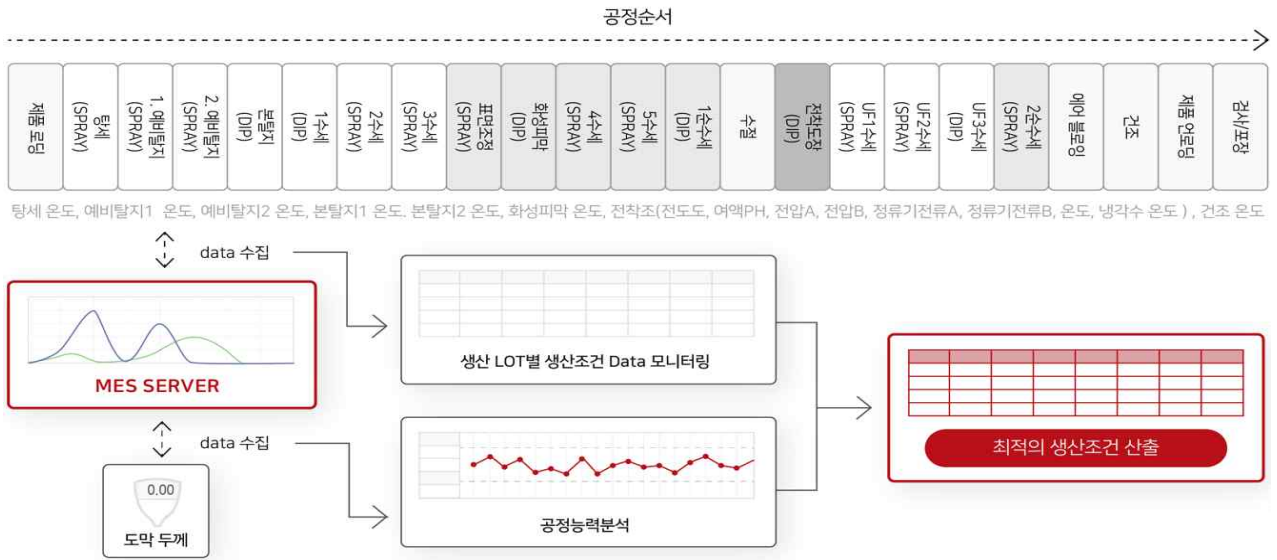 공정순서
제품 로딩
탕세
(SPRAY)
1. 예비탈지
(SPRAY)
2. 예비탈지
(SPRAY)
본탈지
(DIP)
1수세
(DIP)
2수세
(SPRAY)
3수세
(SPRAY)
표면조정
(SPRAY)
화성피막
(DIP)
4수세
(SPRAY)
5수세
(SPRAY)
1순수세
(DIP)
수절
전착도장
(DIP)
UF1수세
(SPRAY)
UF2수세
(SPRAY)
UF3수세
(DIP)
2순수세
(SPRAY)
에어 블로잉
건조
제품 언로딩
검사/포장
탕세 온도, 예비탈지1 온도, 예비탈지2 온도, 본탈지1 온도. 본탈지2 온도, 화성피막 온도, 전착조(전도도, 여액PH, 전압A, 전압B, 정류기전류A, 정류기전류B, 온도, 냉각수 온도 ) , 건조 온도
data 수집
MES SERVER
생산 LOT별 생산조건 Data 모니터링
최적의 생산조건 산출
data 수집
0.00
도막 두께
공정능력분석